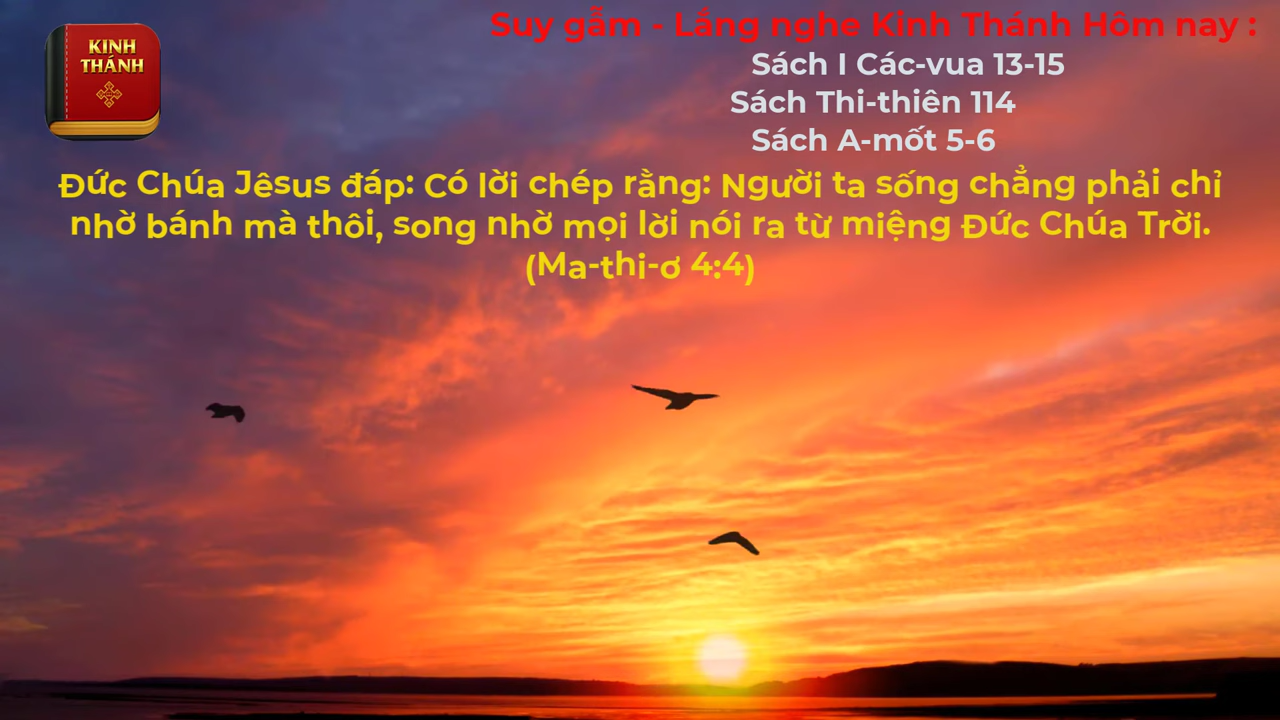 KINH
THÁNH
Suy gẫm - Lắng nghe Kinh Thánh Hôm nay :
Sách I Các-vua 13-15
Sách Thi-thiên 114
Sách A-mốt 5-6
Đức Chúa Jêsus đáp: Có lời chép rằng: Người ta sống chẳng phải chỉ
nhờ bánh mà thôi, song nhờ mọi lời nói ra từ miệng Đức Chúa Trời.
(Ma-thi-ơ 4:4)